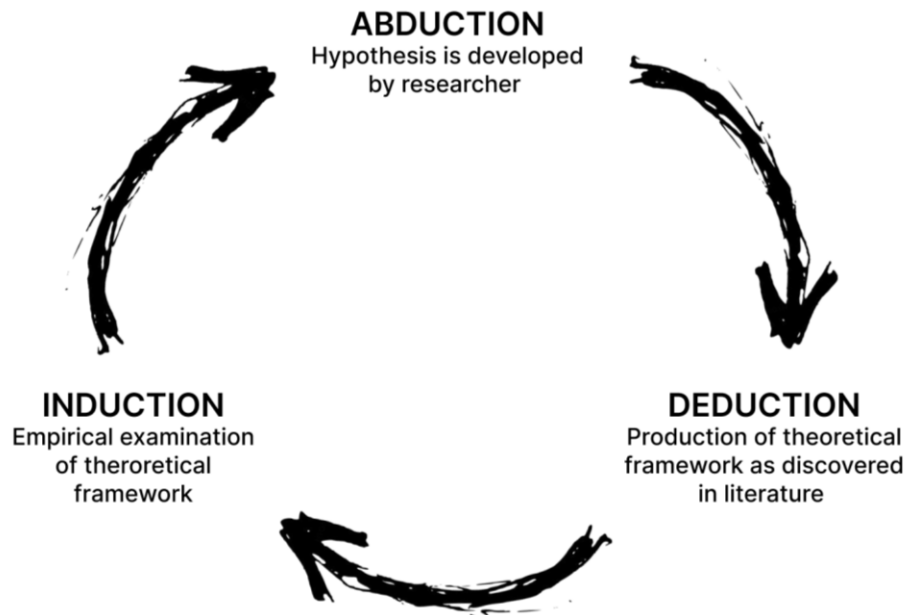 ABDUCTION
Hypothesis is developed
by researcher
INDUCTION
Empirical examination
of theroretical
framework
DEDUCTION
Production of theoretical
framework as discovered
in literature